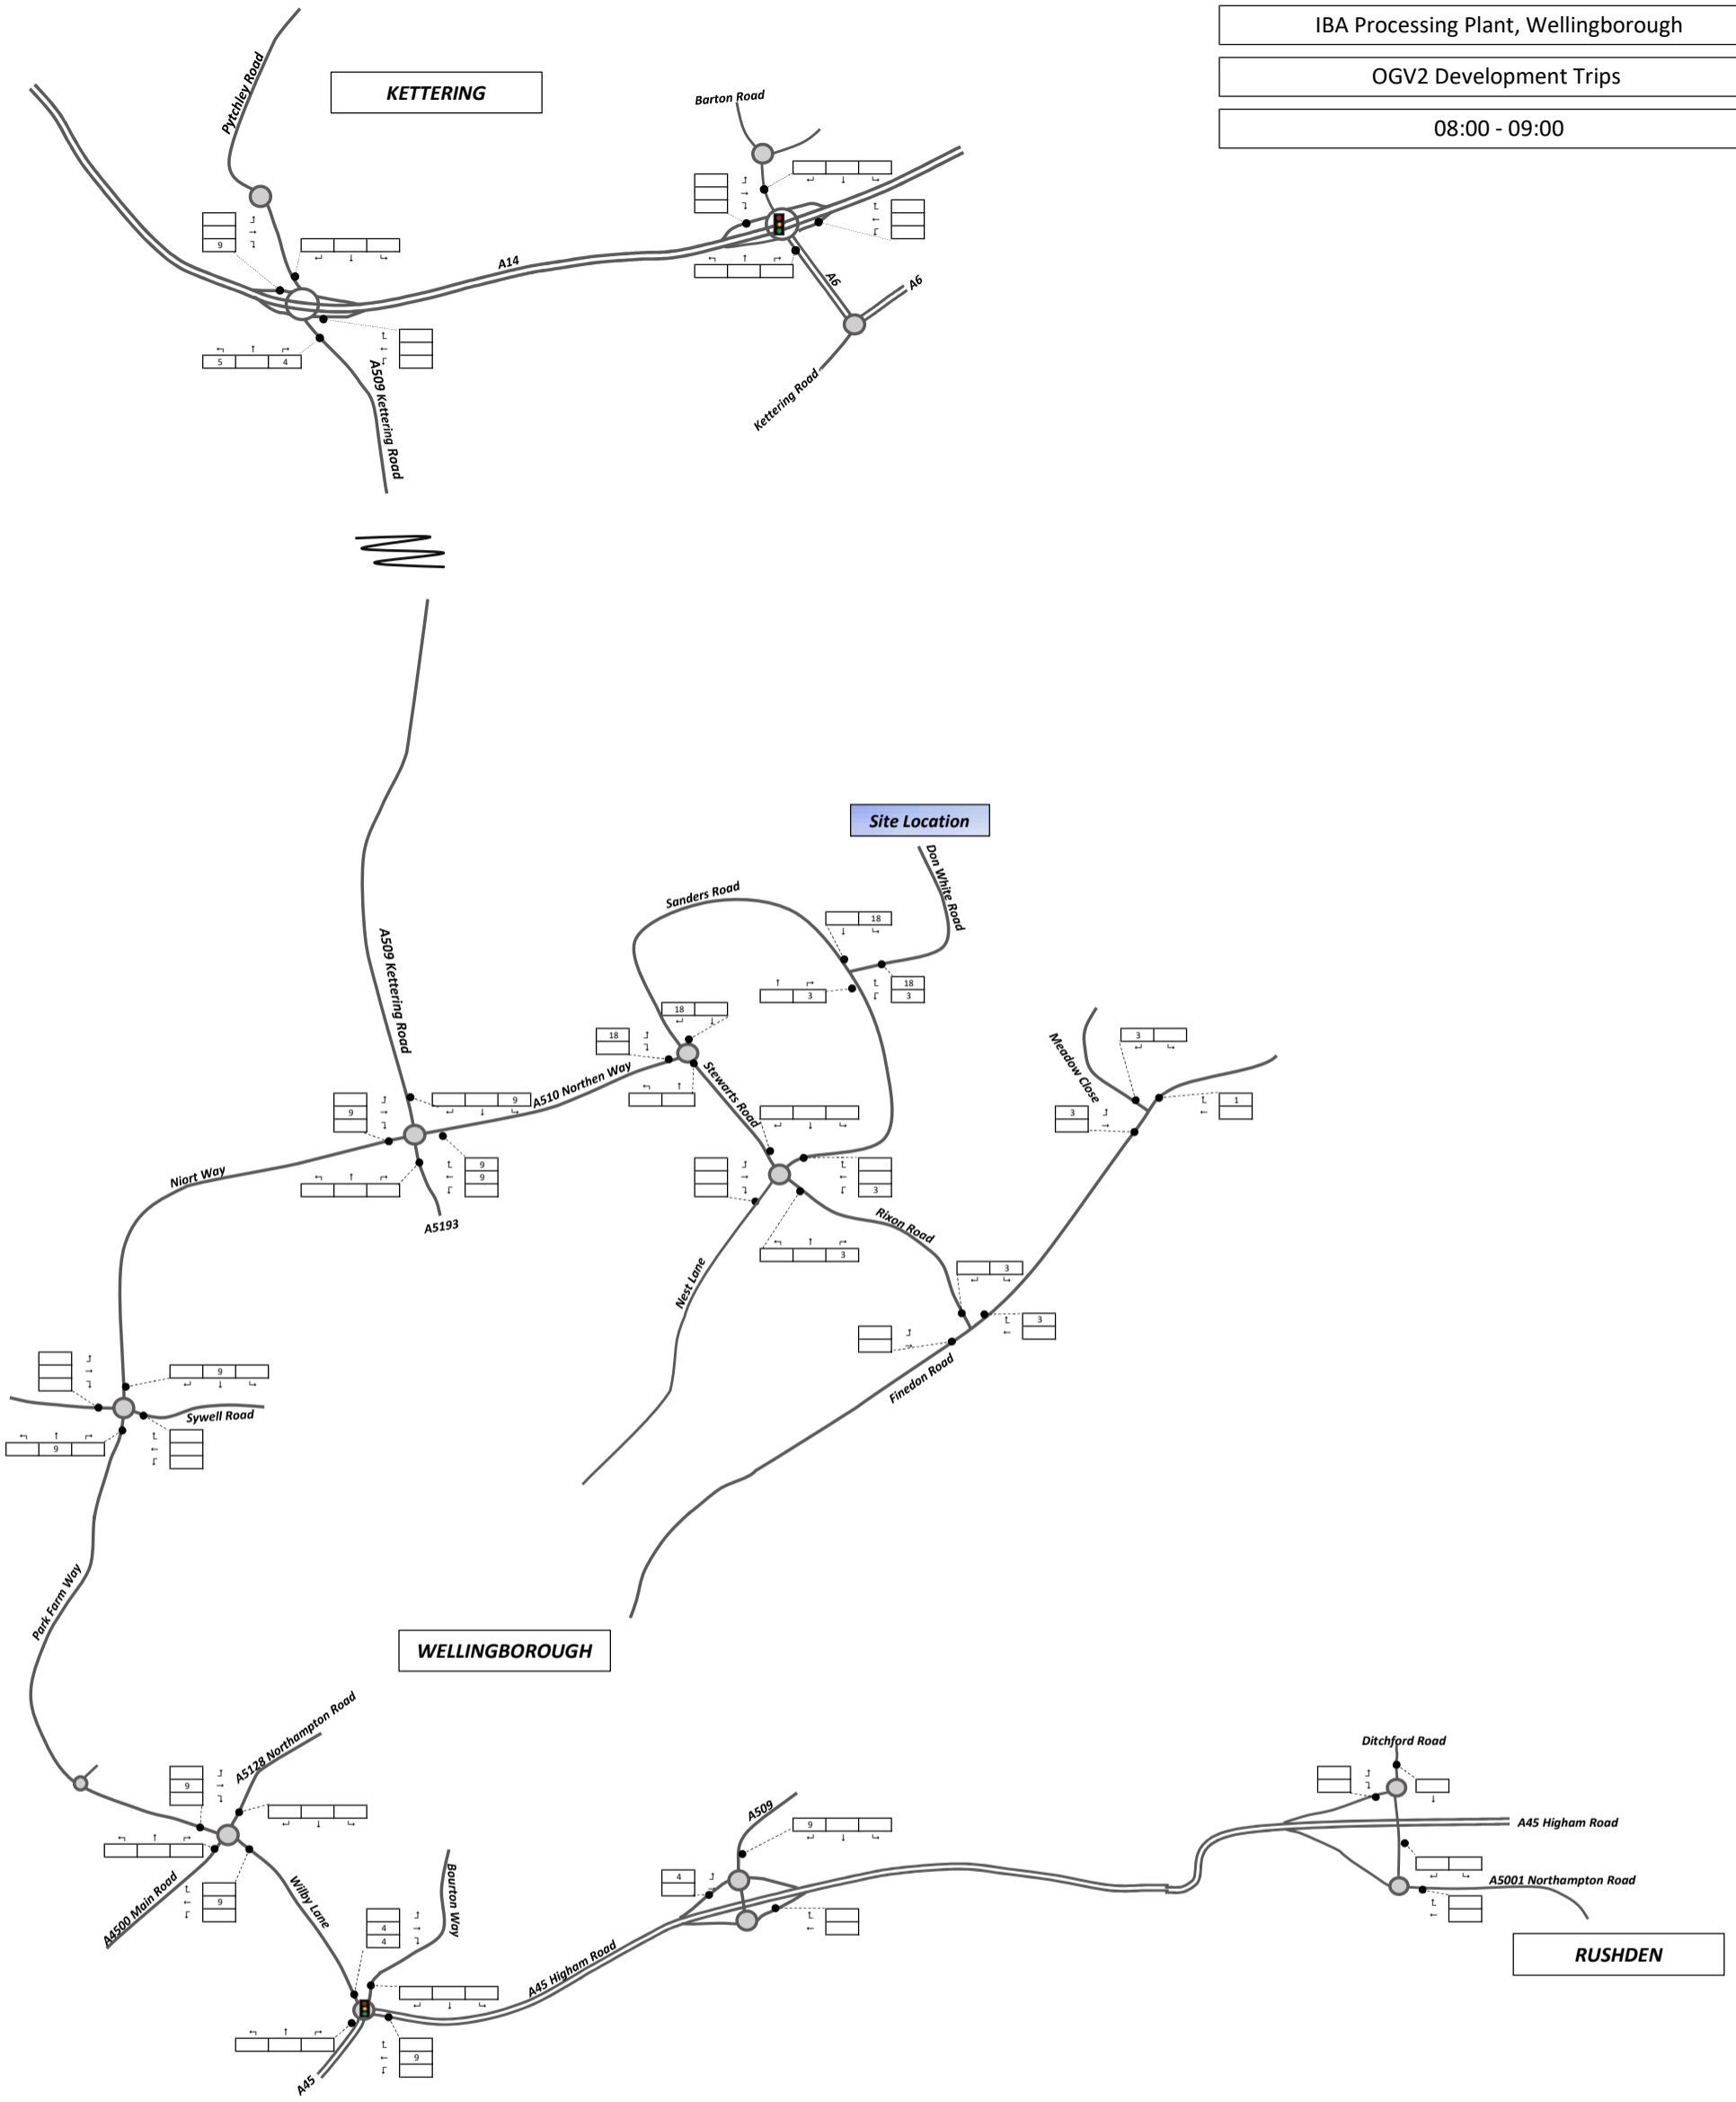 IBA Processing Plant, Wellingborough
OGV2 Development Trips
08:00 - 09:00
KETTERING
Pytchley Road
Barton Road
9
A14
A6
A6
5 4
A509 Kettering Road
Kettering Road
Site Location
Don White Road
Sanders Road
18
A509 Kettering Road
18
3
3
18
18
Meadow Close
3
Stewarts Road
A510 Northen Way
9
9
3
1
9
9
Niort Way
3
A5193
Rixon Road
3
Nest Lane
3
3
Finedon Road
9
Sywell Road
9
Park Farm Way
WELLINGBOROUGH
A5128 Northampton Road
Ditchford Road
9
A509
9
A45 Higham Road
4
A4500 Main Road
9
Wilby Lane
Bourton Way
A5001 Northampton Road
4
4
A45 Higham Road
RUSHDEN
9
A45